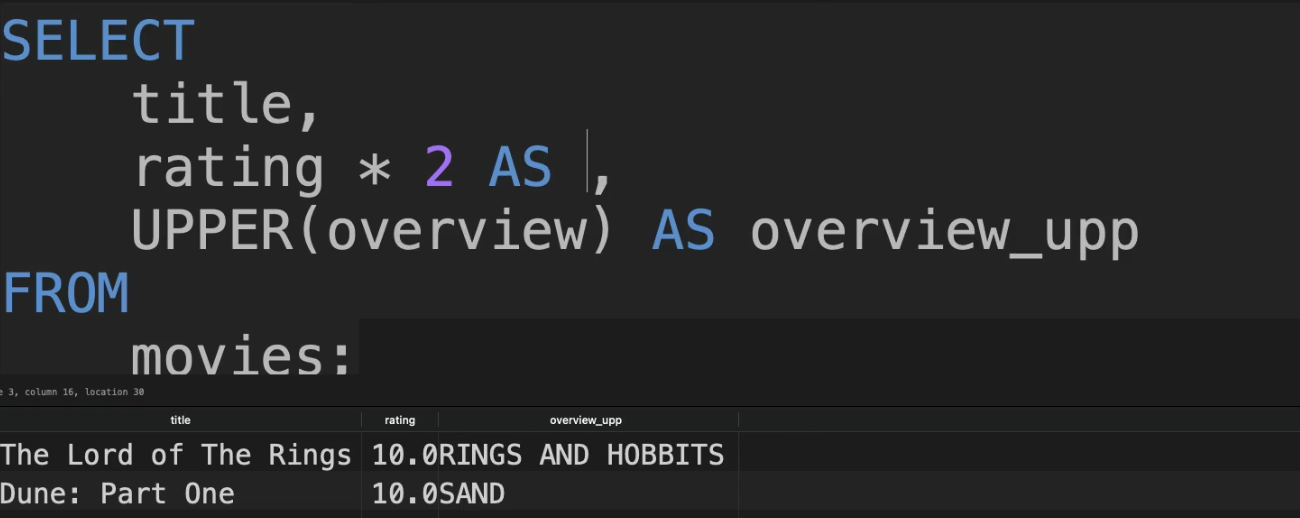 SELECT
title,
rating * 2 AS ,
UPPER(overview) AS overview_upp
FROM
movies:
e 3, column 16, location 30
title rating overview_upp
The Lord of The Rings 10.0 RINGS AND HOBBITS
Dune: Part One 10.0 SAND